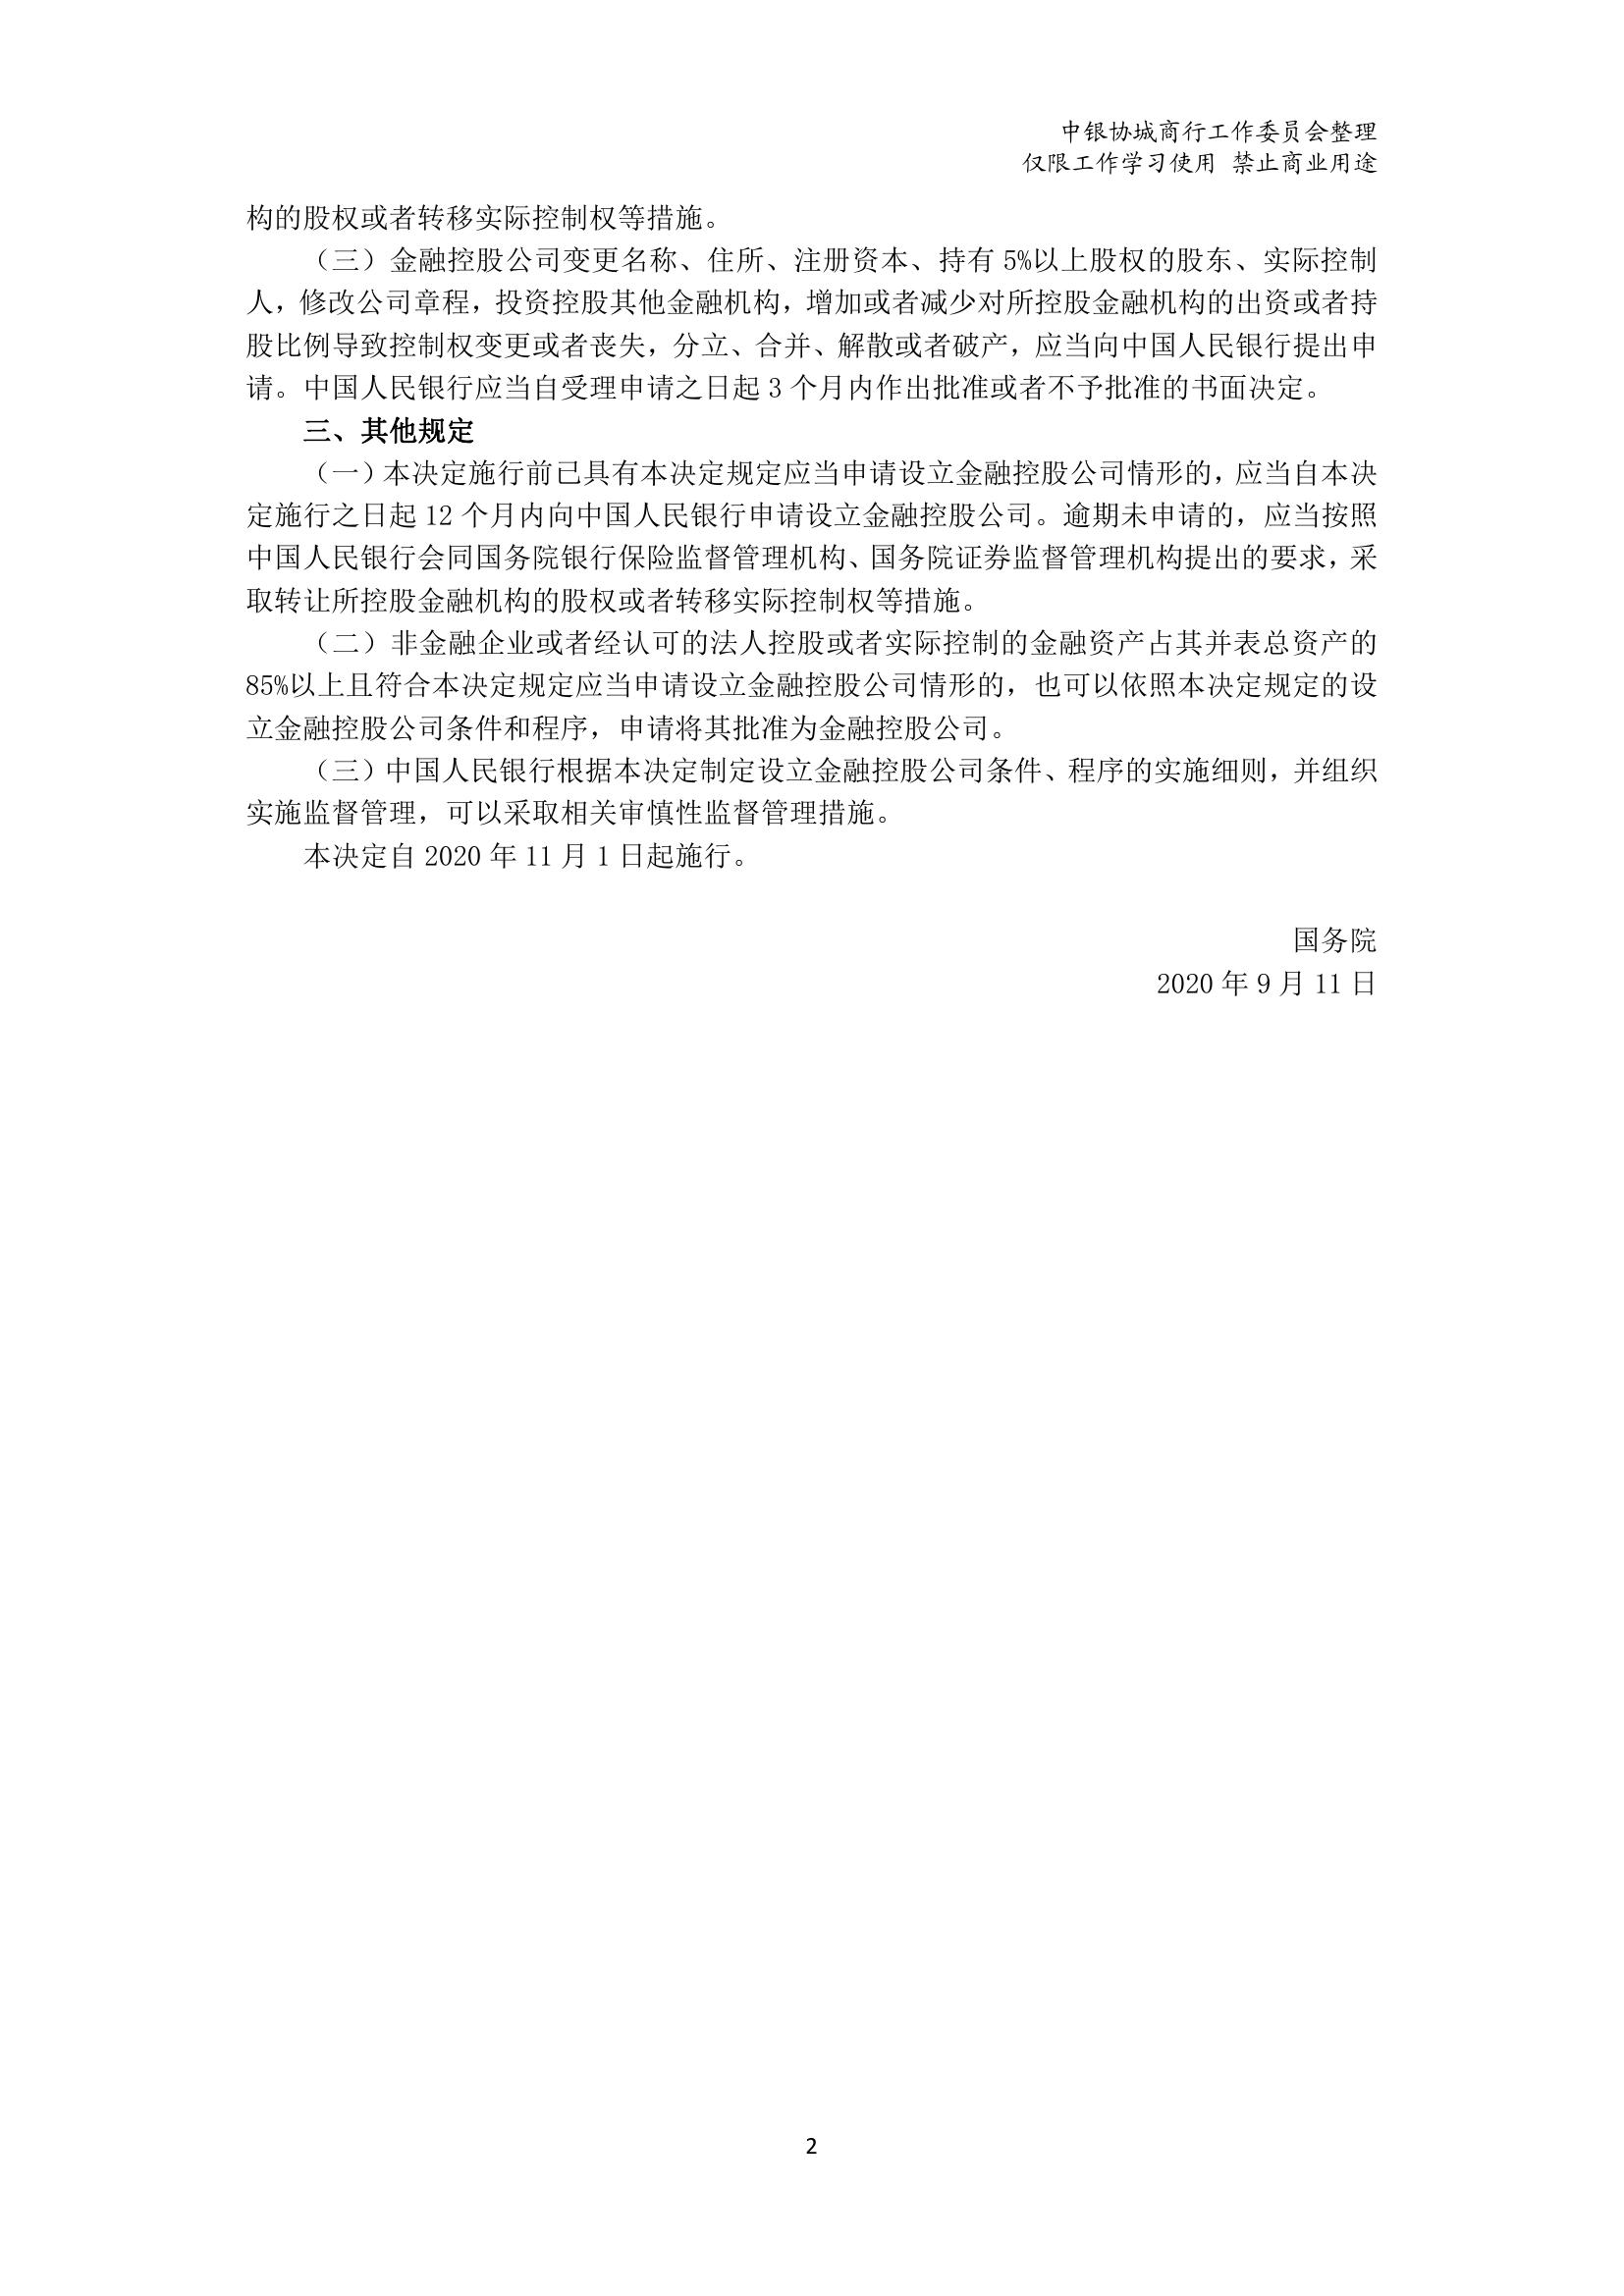 中银协城商行工作委员会整理
仅限工作学习使用 禁止商业用途
构的股权或者转移实际控制权等措施。
（三）金融控股公司变更名称、住所、注册资本、持有 5%以上股权的股东、实际控制
人，修改公司章程，投资控股其他金融机构，增加或者减少对所控股金融机构的出资或者持
股比例导致控制权变更或者丧失，分立、合并、解散或者破产，应当向中国人民银行提出申
请。中国人民银行应当自受理申请之日起 3 个月内作出批准或者不予批准的书面决定。
三、其他规定
（一）本决定施行前已具有本决定规定应当申请设立金融控股公司情形的，应当自本决
定施行之日起 12 个月内向中国人民银行申请设立金融控股公司。逾期未申请的，应当按照
中国人民银行会同国务院银行保险监督管理机构、国务院证券监督管理机构提出的要求，采
取转让所控股金融机构的股权或者转移实际控制权等措施。
（二）非金融企业或者经认可的法人控股或者实际控制的金融资产占其并表总资产的
85%以上且符合本决定规定应当申请设立金融控股公司情形的，也可以依照本决定规定的设
立金融控股公司条件和程序，申请将其批准为金融控股公司。
（三）中国人民银行根据本决定制定设立金融控股公司条件、程序的实施细则，并组织
实施监督管理，可以采取相关审慎性监督管理措施。
本决定自 2020 年 11 月 1 日起施行。
国务院
2020 年 9 月 11 日
2